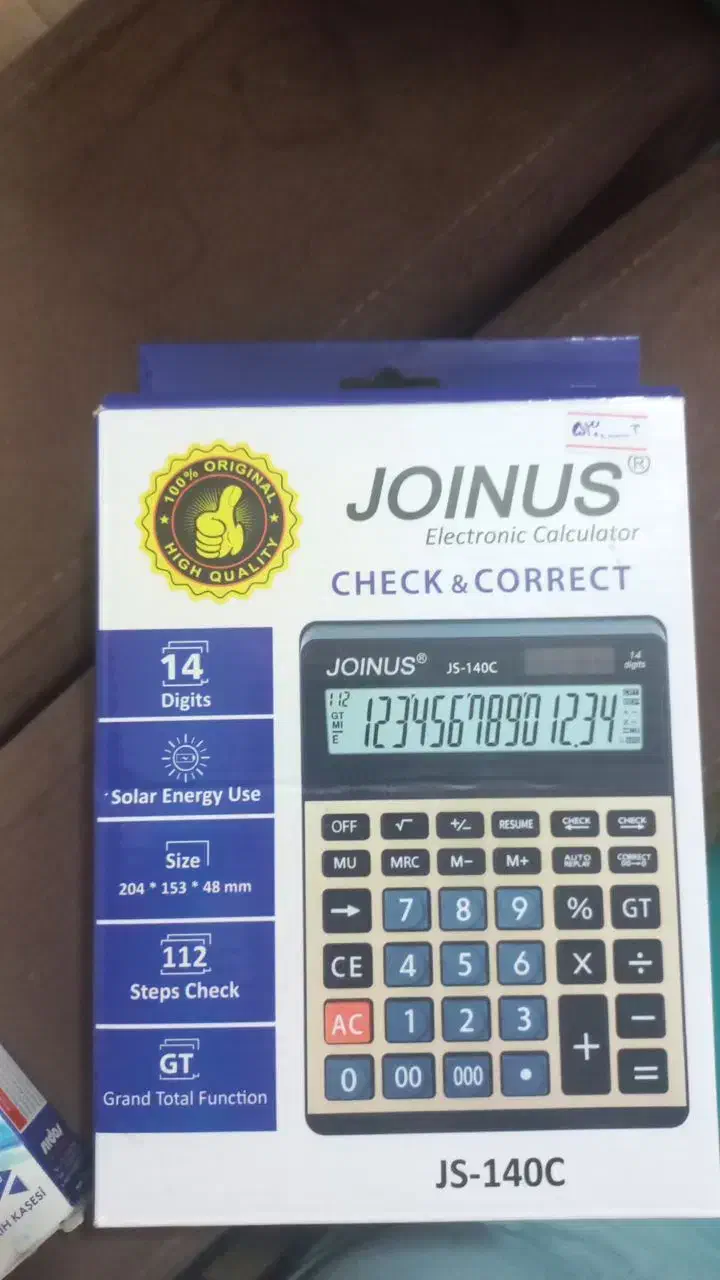 JOINUS®
Electronic Calculator
CHECK & CORRECT
100% ORIGINAL
HIGH QUALITY
14
Digits
Solar Energy Use
Size
204 * 153 * 48 mm
112
Steps Check
GT
Grand Total Function
JOINUS® JS-140C
14
digits
112
GT
MI
E
12345678901234
OFF √ +/− RESUME CHECK ← CHECK →
MU MRC M− M+ AUTO REPLAY CORRECT 00→0
→ 7 8 9 % GT
CE 4 5 6 X ÷
AC 1 2 3 + −
0 00 000 • =
JS-140C
KASESİ